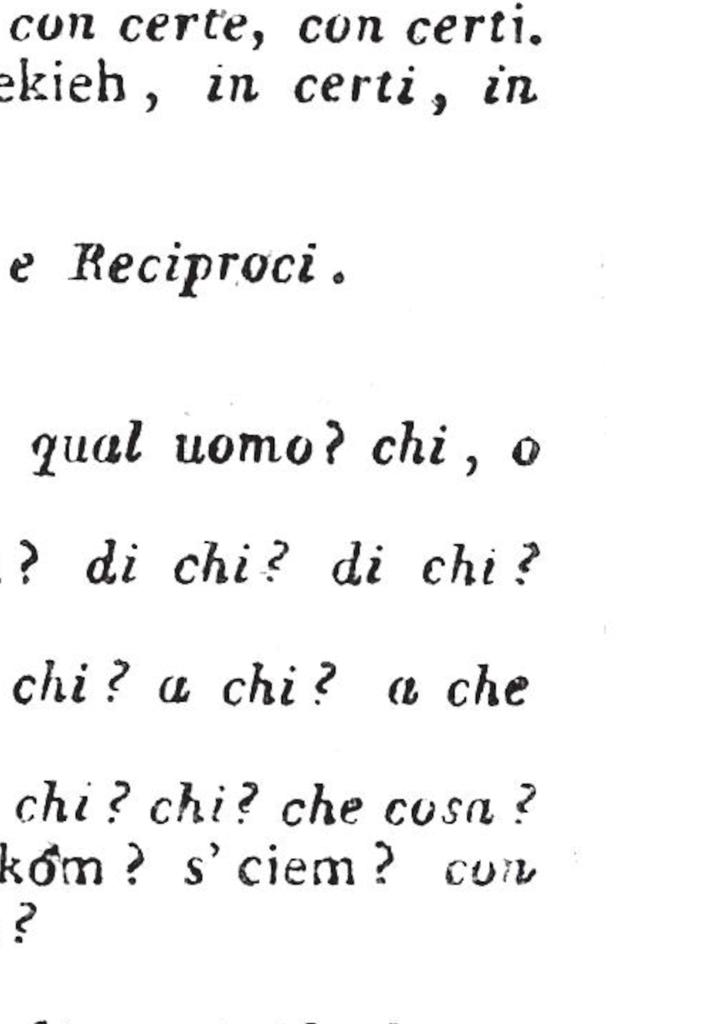 con certe, con certi.
ekieh, in certi, in
e Reciproci.
qual uomo? chi, o
? di chi? di chi?
chi? a chi? a che
chi? chi? che cosa?
kóm? s' ciem? con
?